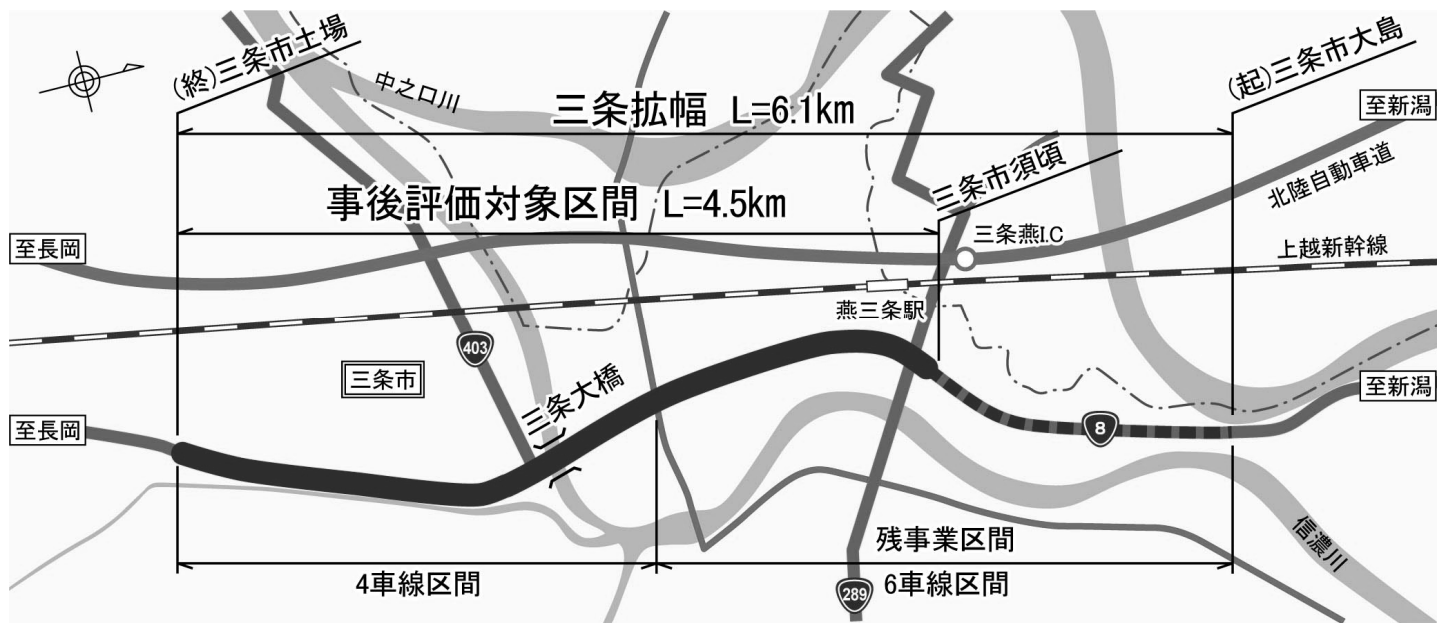 (終)三条市土場
(起)三条市大島
中之口川
三条拡幅 L=6.1km
至新潟
北陸自動車道
三条市須頃
事後評価対象区間 L=4.5km
三条燕I.C
至長岡
上越新幹線
燕三条駅
403
三条市
三条大橋
至新潟
至長岡
8
信濃川
残事業区間
4車線区間
6車線区間
289